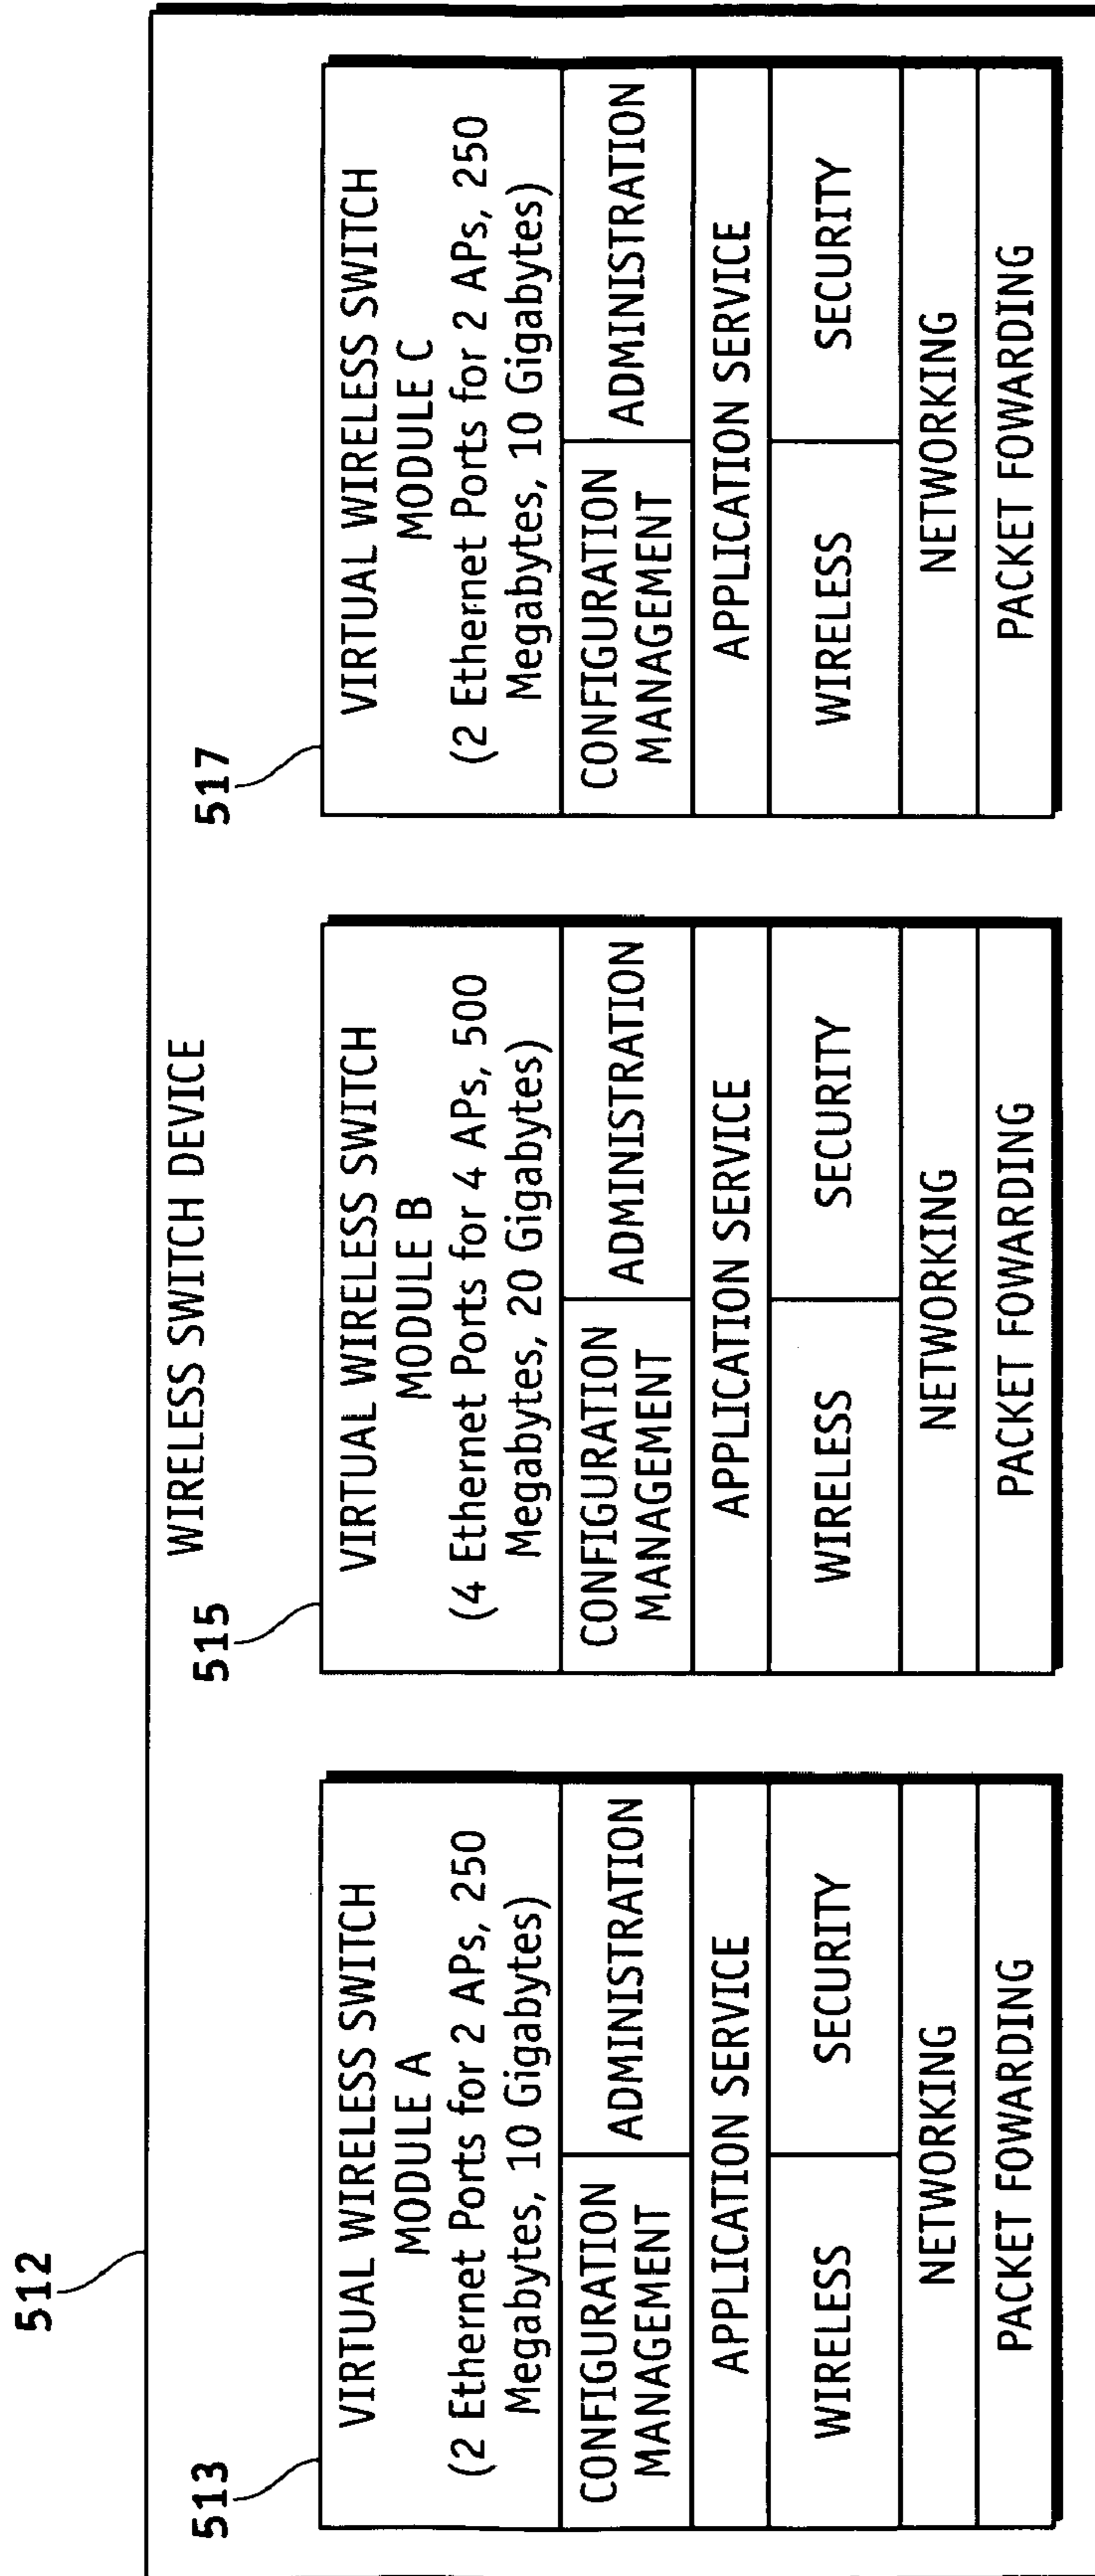 512
WIRELESS SWITCH DEVICE
513
VIRTUAL WIRELESS SWITCH
MODULE A
(2 Ethernet Ports for 2 APs, 250
Megabytes, 10 Gigabytes)
CONFIGURATION
MANAGEMENT
ADMINISTRATION
APPLICATION SERVICE
WIRELESS
SECURITY
NETWORKING
PACKET FOWARDING
515
VIRTUAL WIRELESS SWITCH
MODULE B
(4 Ethernet Ports for 4 APs, 500
Megabytes, 20 Gigabytes)
CONFIGURATION
MANAGEMENT
ADMINISTRATION
APPLICATION SERVICE
WIRELESS
SECURITY
NETWORKING
PACKET FOWARDING
517
VIRTUAL WIRELESS SWITCH
MODULE C
(2 Ethernet Ports for 2 APs, 250
Megabytes, 10 Gigabytes)
CONFIGURATION
MANAGEMENT
ADMINISTRATION
APPLICATION SERVICE
WIRELESS
SECURITY
NETWORKING
PACKET FOWARDING